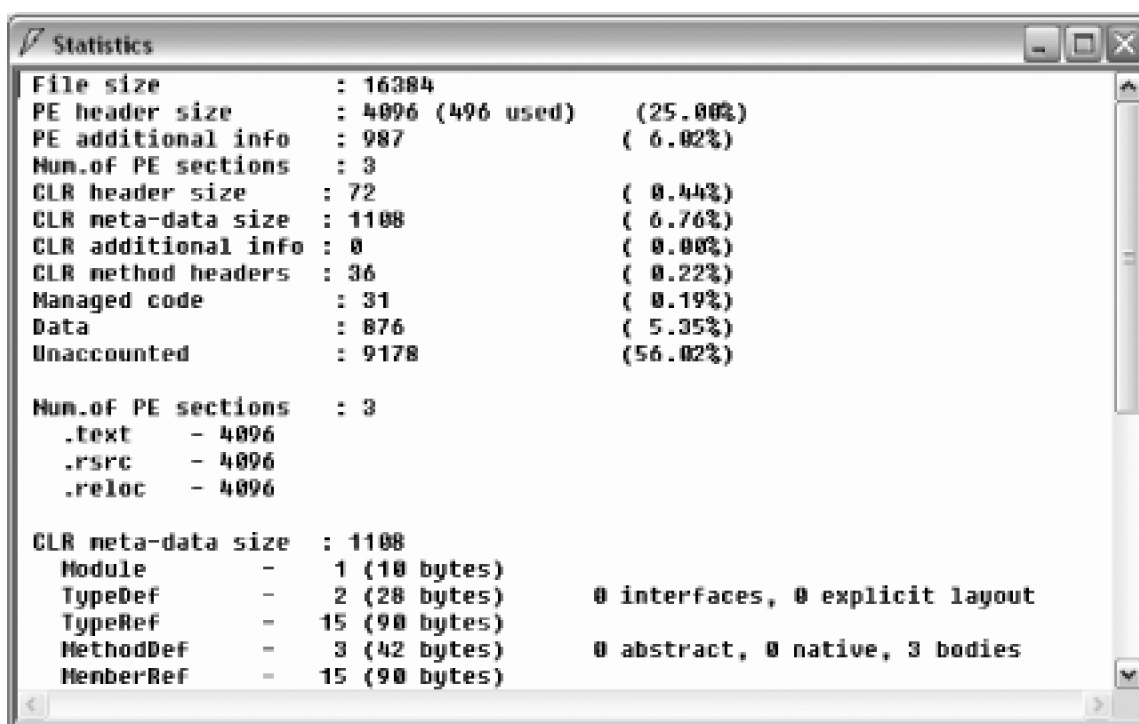 Statistics
File size : 16384
PE header size : 4096 (496 used) (25.00%)
PE additional info : 987 ( 6.02%)
Num.of PE sections : 3
CLR header size : 72 ( 0.44%)
CLR meta-data size : 1108 ( 6.76%)
CLR additional info : 0 ( 0.00%)
CLR method headers : 36 ( 0.22%)
Managed code : 31 ( 0.19%)
Data : 876 ( 5.35%)
Unaccounted : 9178 (56.02%)
Num.of PE sections : 3
.text - 4096
.rsrc - 4096
.reloc - 4096
CLR meta-data size : 1108
Module - 1 (10 bytes)
TypeDef - 2 (28 bytes) 0 interfaces, 0 explicit layout
TypeRef - 15 (90 bytes)
MethodDef - 3 (42 bytes) 0 abstract, 0 native, 3 bodies
MemberRef - 15 (90 bytes)